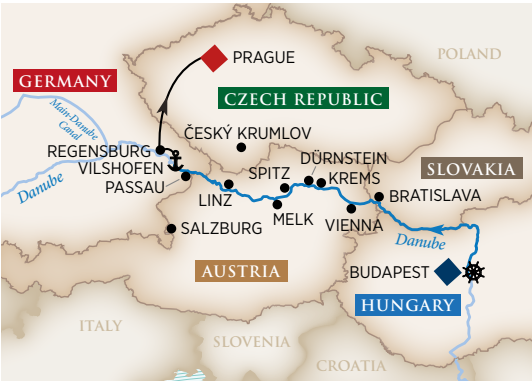 POLAND
PRAGUE
GERMANY
CZECH REPUBLIC
Main-Danube
Canal
ČESKÝ KRUMLOV
REGENSBURG
VILSHOFEN
PASSAU
DÜRNSTEIN
SPITZ
KREMS
SLOVAKIA
Danube
LINZ
MELK
VIENNA
BRATISLAVA
SALZBURG
Danube
AUSTRIA
BUDAPEST
HUNGARY
ITALY
SLOVENIA
CROATIA